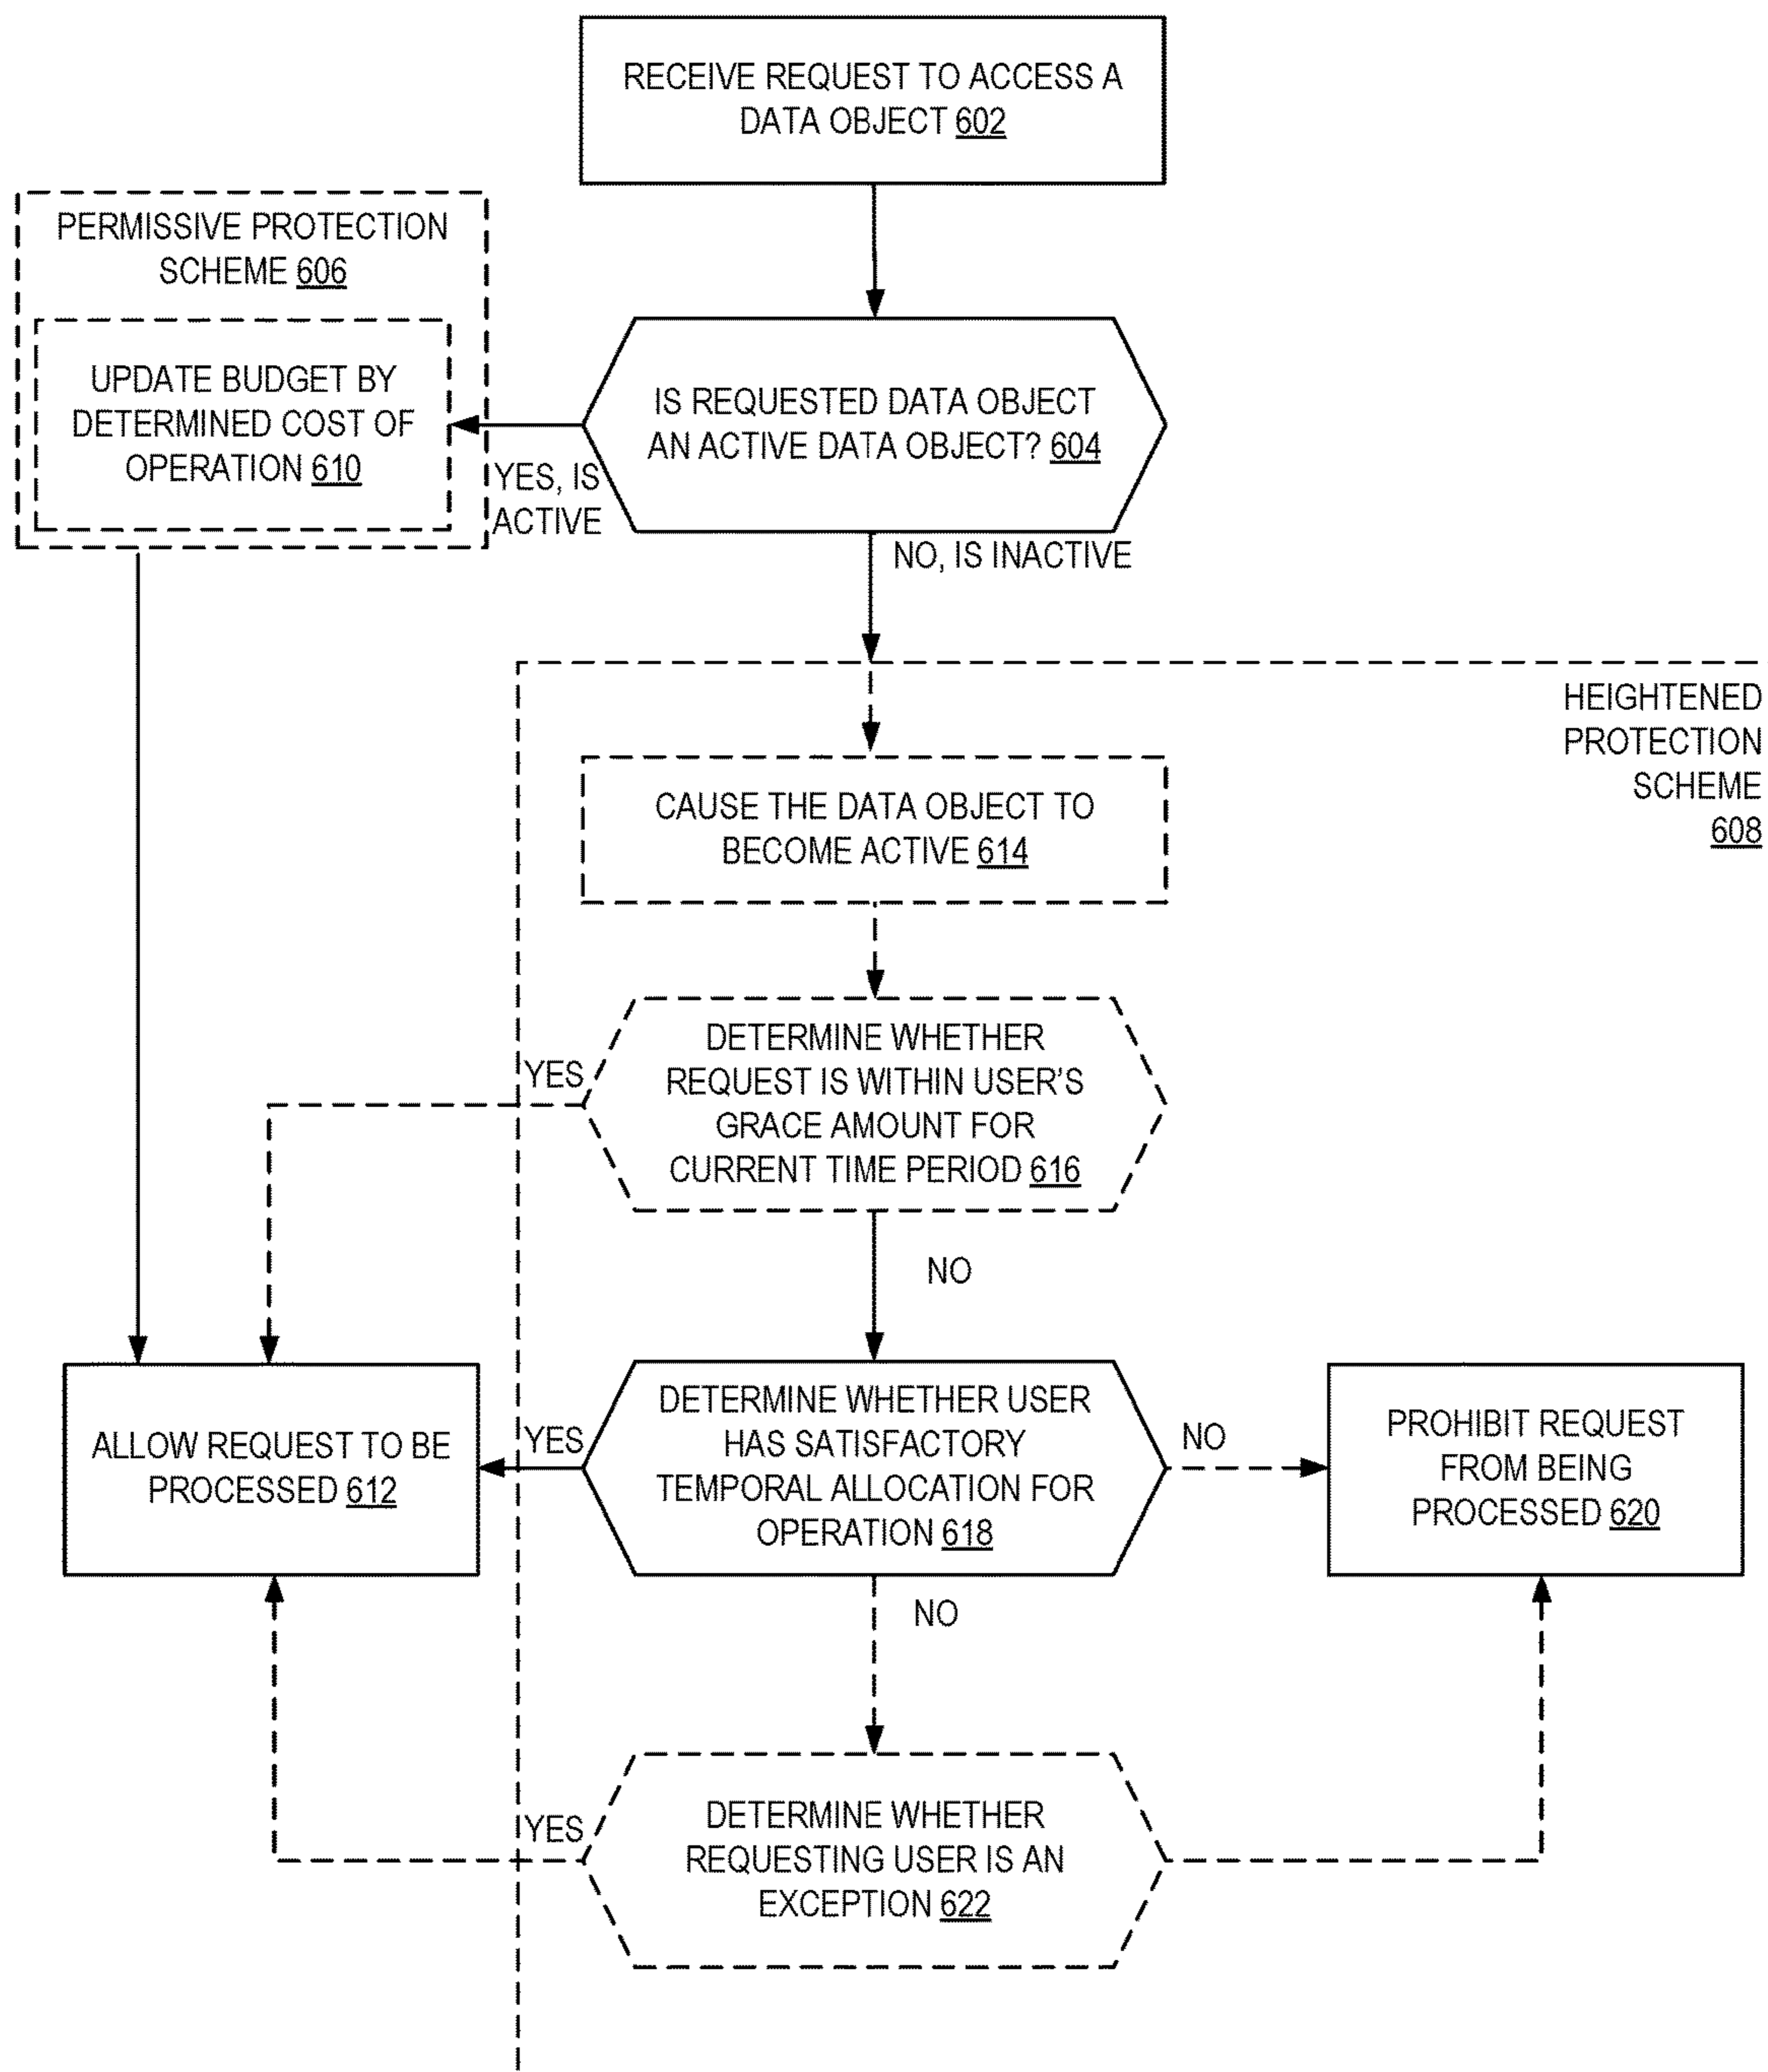 RECEIVE REQUEST TO ACCESS A
DATA OBJECT 602
PERMISSIVE PROTECTION
SCHEME 606
UPDATE BUDGET BY
DETERMINED COST OF
OPERATION 610
IS REQUESTED DATA OBJECT
AN ACTIVE DATA OBJECT? 604
YES, IS
ACTIVE
NO, IS INACTIVE
HEIGHTENED
PROTECTION
SCHEME
608
CAUSE THE DATA OBJECT TO
BECOME ACTIVE 614
DETERMINE WHETHER
REQUEST IS WITHIN USER'S
GRACE AMOUNT FOR
CURRENT TIME PERIOD 616
YES
NO
ALLOW REQUEST TO BE
PROCESSED 612
YES
DETERMINE WHETHER USER
HAS SATISFACTORY
TEMPORAL ALLOCATION FOR
OPERATION 618
NO
PROHIBIT REQUEST
FROM BEING
PROCESSED 620
NO
YES
DETERMINE WHETHER
REQUESTING USER IS AN
EXCEPTION 622